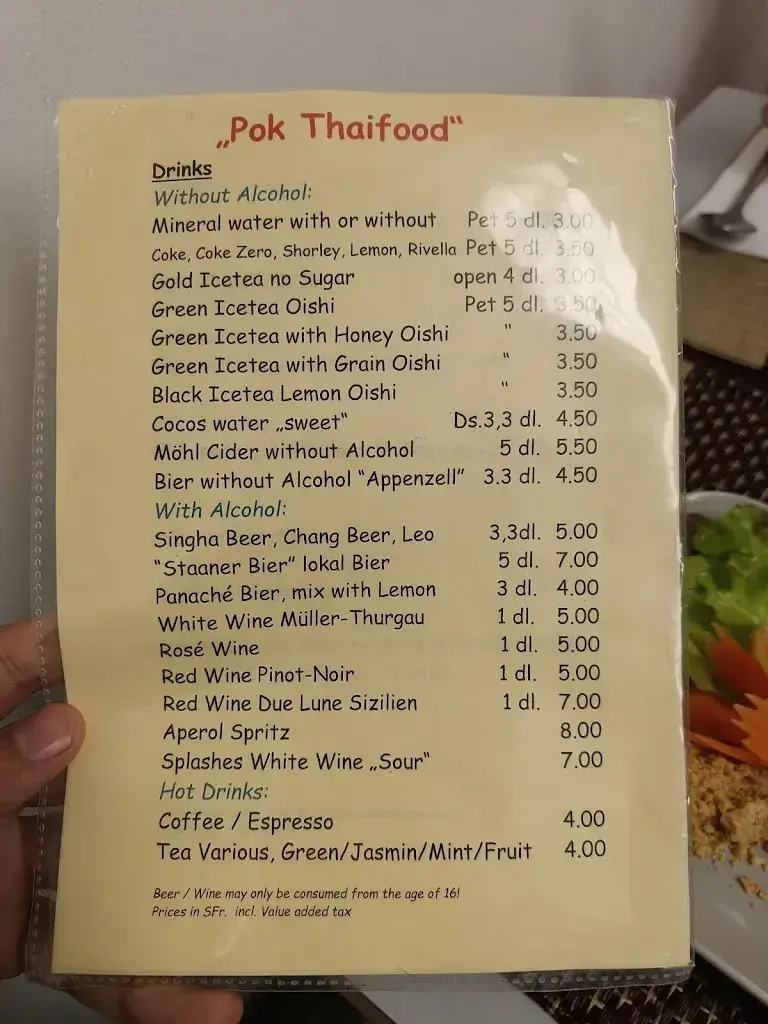 „Pok Thaifood“
Drinks
Without Alcohol:
Mineral water with or without Pet 5 dl. 3.00
Coke, Coke Zero, Shorley, Lemon, Rivella Pet 5 dl. 3.50
Gold Icetea no Sugar open 4 dl. 3.00
Green Icetea Oishi Pet 5 dl. 3.50
Green Icetea with Honey Oishi " 3.50
Green Icetea with Grain Oishi " 3.50
Black Icetea Lemon Oishi " 3.50
Cocos water „sweet“ Ds.3,3 dl. 4.50
Möhl Cider without Alcohol 5 dl. 5.50
Bier without Alcohol “Appenzell” 3.3 dl. 4.50
With Alcohol:
Singha Beer, Chang Beer, Leo 3,3dl. 5.00
“Staaner Bier” lokal Bier 5 dl. 7.00
Panaché Bier, mix with Lemon 3 dl. 4.00
White Wine Müller-Thurgau 1 dl. 5.00
Rosé Wine 1 dl. 5.00
Red Wine Pinot-Noir 1 dl. 5.00
Red Wine Due Lune Sizilien 1 dl. 7.00
Aperol Spritz 8.00
Splashes White Wine „Sour“ 7.00
Hot Drinks:
Coffee / Espresso 4.00
Tea Various, Green/Jasmin/Mint/Fruit 4.00
Beer / Wine may only be consumed from the age of 16!
Prices in SFr. incl. Value added tax